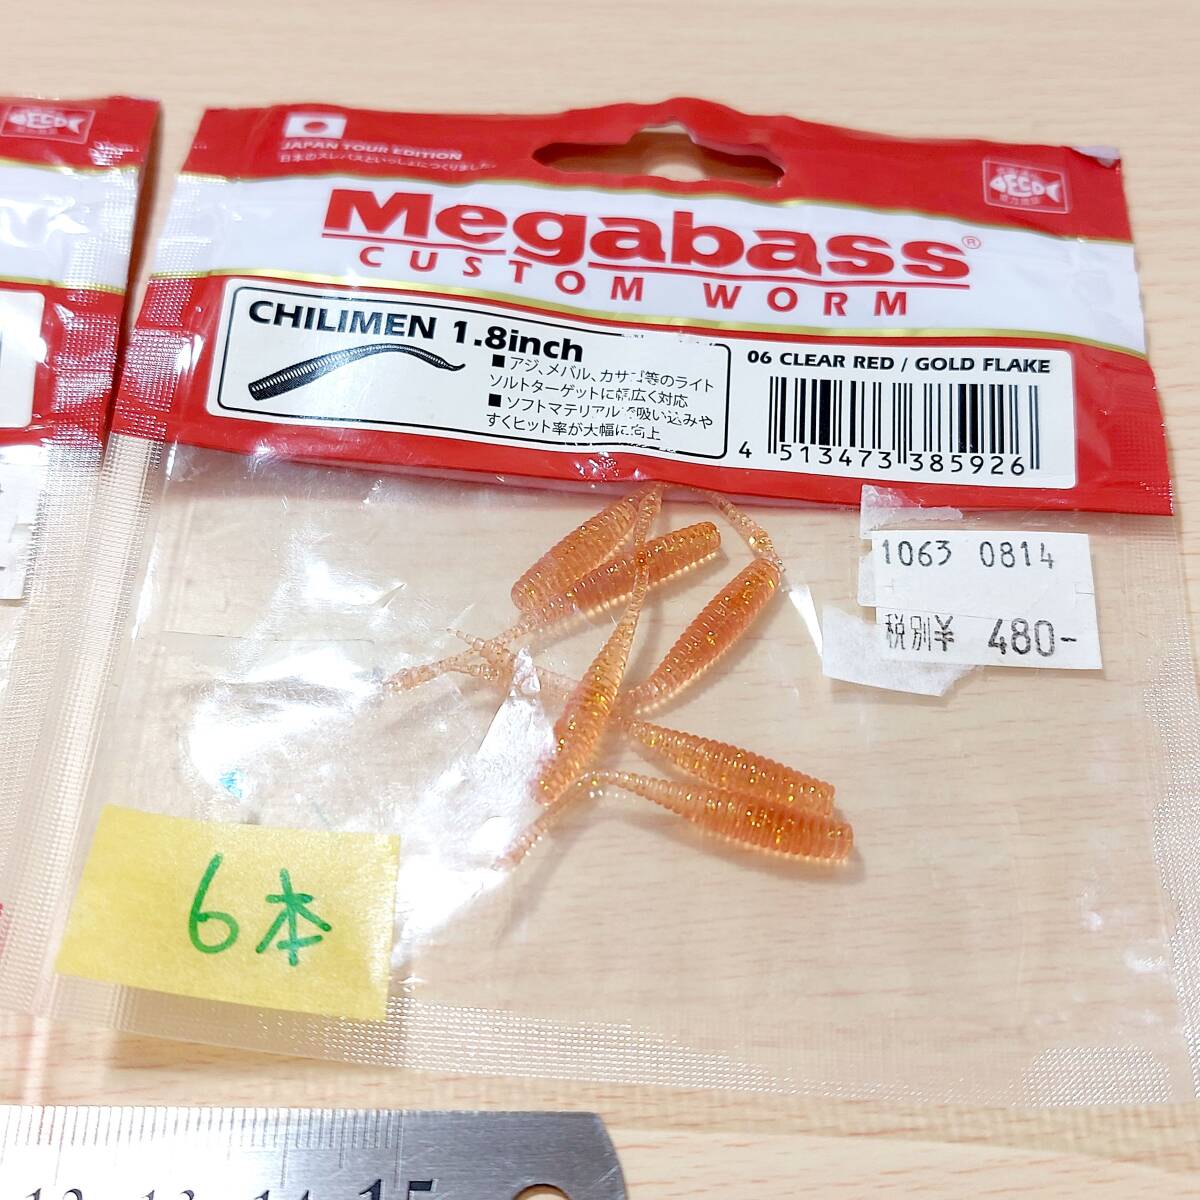 JAPAN TOUR EDITION
日本のスレバスといっしょにつくりました。
ECO
Megabass®
CUSTOM WORM
CHILIMEN 1.8inch
■アジ、メバル、カサゴ等のライト
ソルトターゲットに幅広く対応
■ソフトマテリアルで吸い込みや
すくヒット率が大幅に向上
06 CLEAR RED / GOLD FLAKE
4 513473 385926
1063 0814
税別¥ 480-
6本
12 13 14 15